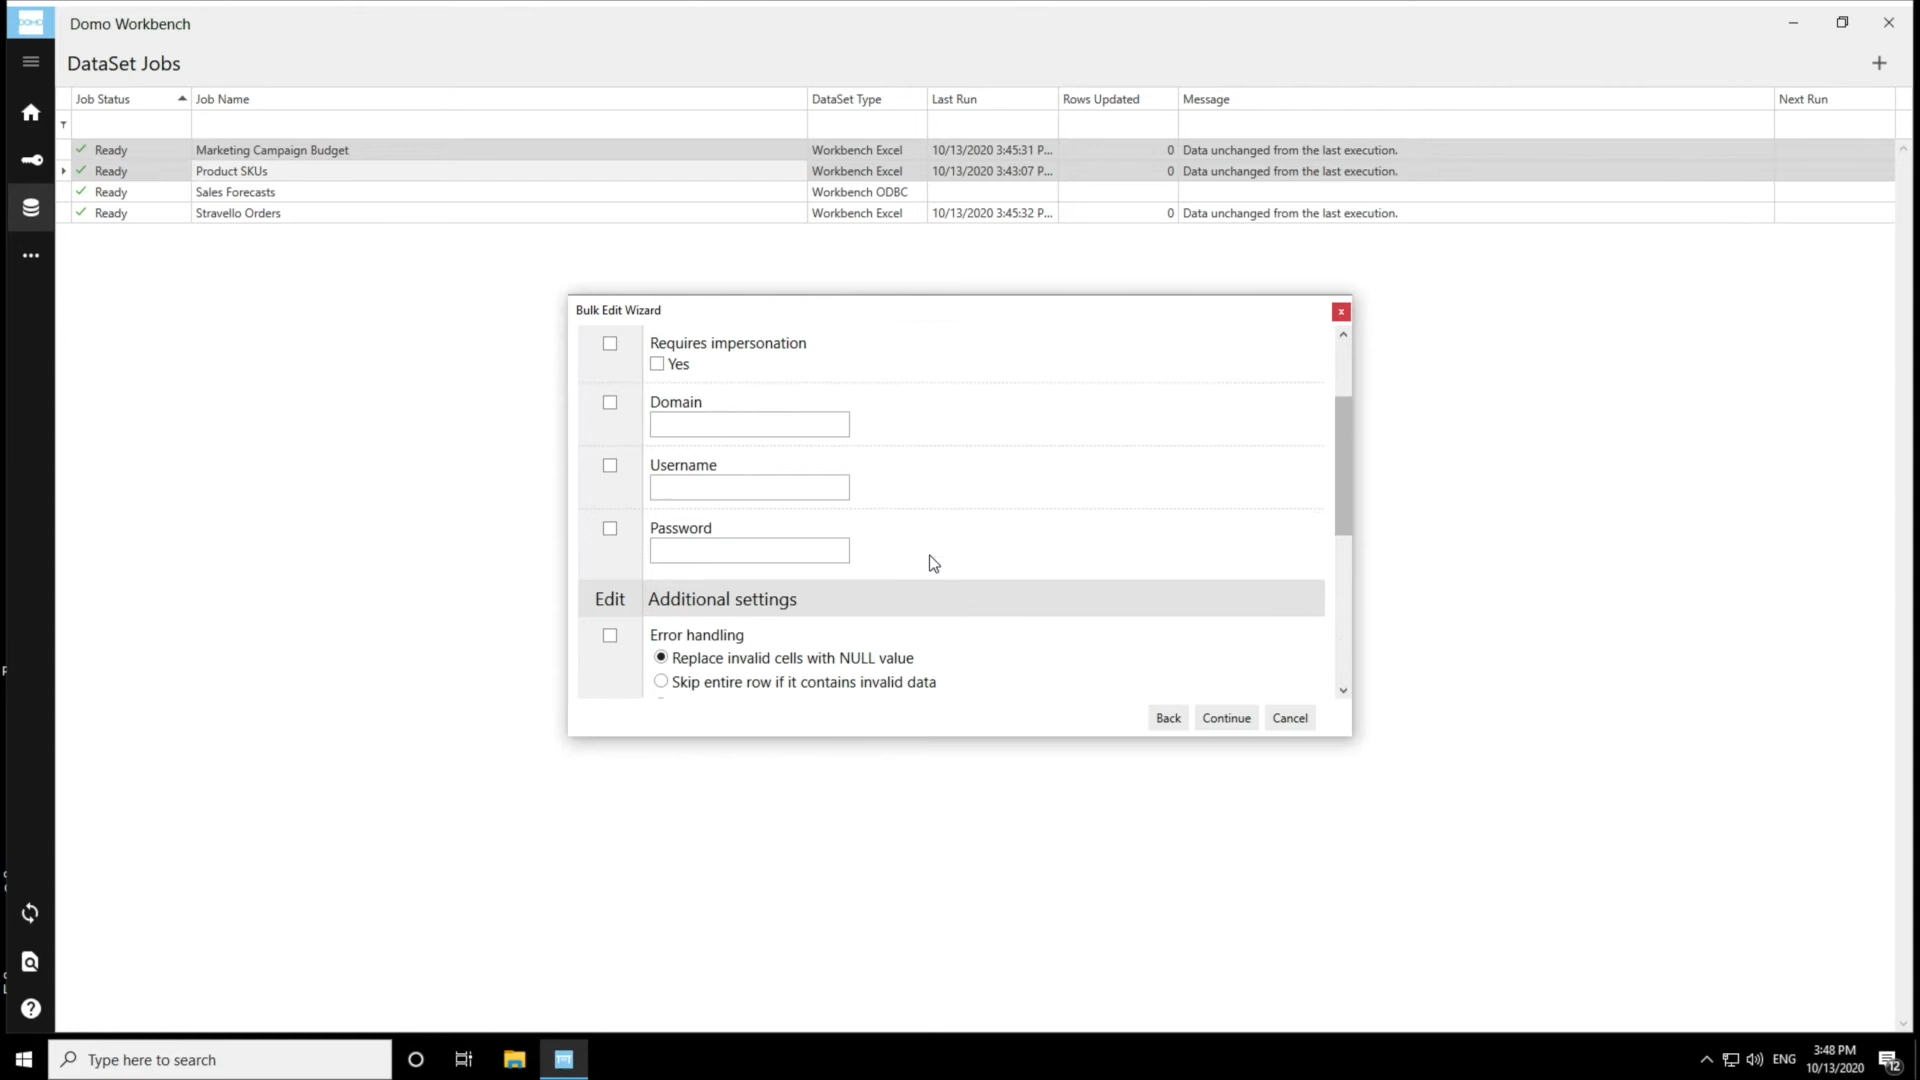 DOMO
Domo Workbench
DataSet Jobs
Job Status Job Name DataSet Type Last Run Rows Updated Message Next Run
Ready Marketing Campaign Budget Workbench Excel 10/13/2020 3:45:31 P... 0 Data unchanged from the last execution.
Ready Product SKUs Workbench Excel 10/13/2020 3:43:07 P... 0 Data unchanged from the last execution.
Ready Sales Forecasts Workbench ODBC
Ready Stravello Orders Workbench Excel 10/13/2020 3:45:32 P... 0 Data unchanged from the last execution.
Bulk Edit Wizard
Requires impersonation
Yes
Domain
Username
Password
Edit Additional settings
Error handling
Replace invalid cells with NULL value
Skip entire row if it contains invalid data
Back Continue Cancel
Type here to search
ENG
3:48 PM
10/13/2020
12